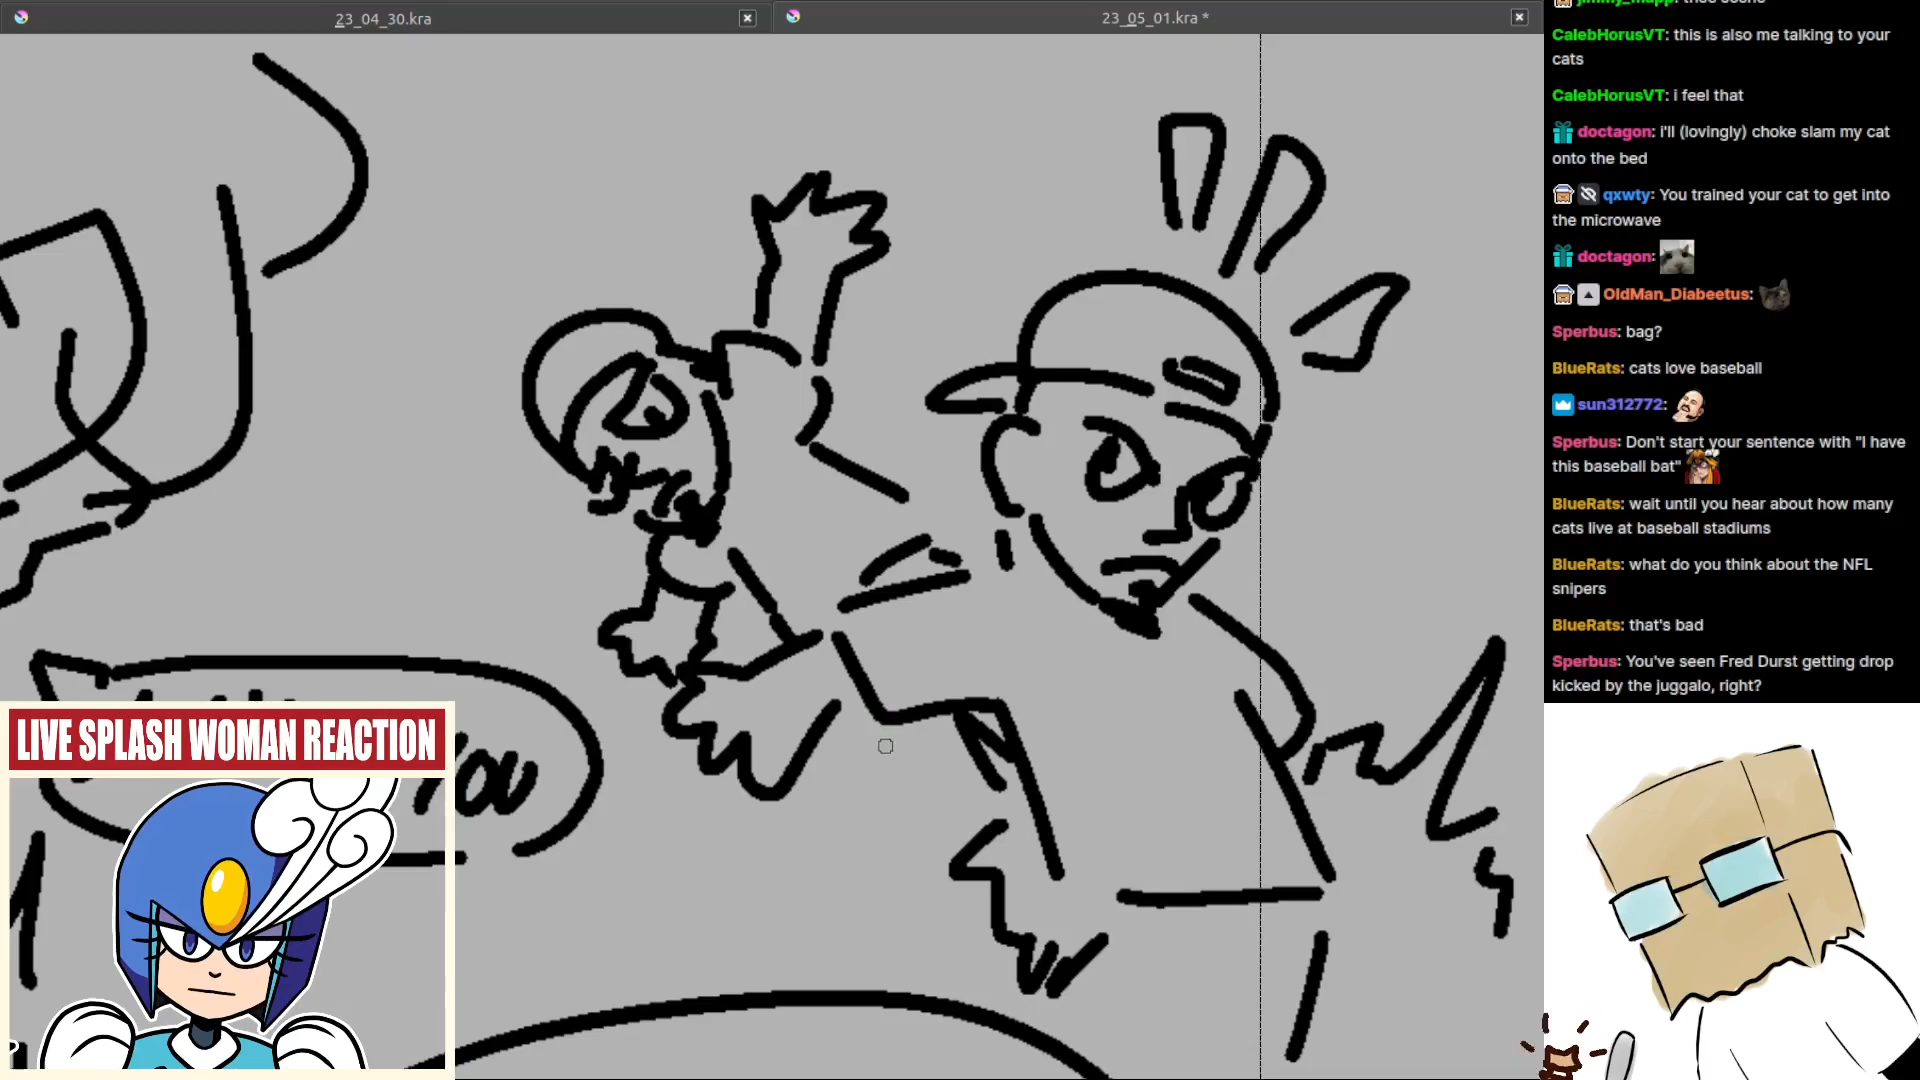 23_04_30.kra
23_05_01.kra *
CalebHorusVT: this is also me talking to your
cats
CalebHorusVT: i feel that
doctagon: i'll (lovingly) choke slam my cat
onto the bed
qxwty: You trained your cat to get into
the microwave
doctagon:
OldMan_Diabeetus:
Sperbus: bag?
BlueRats: cats love baseball
sun312772:
Sperbus: Don't start your sentence with "I have
this baseball bat"
BlueRats: wait until you hear about how many
cats live at baseball stadiums
BlueRats: what do you think about the NFL
snipers
BlueRats: that's bad
Sperbus: You've seen Fred Durst getting drop
kicked by the juggalo, right?
LIVE SPLASH WOMAN REACTION
YOU